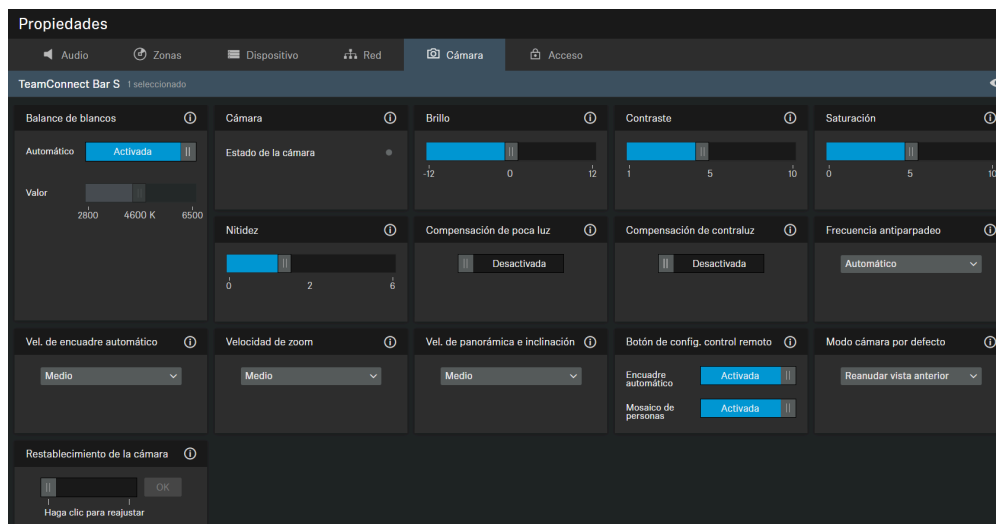 Propiedades
Audio
Zonas
Dispositivo
Red
Cámara
Acceso
TeamConnect Bar S 1 seleccionado
Balance de blancos
Automático
Activada
Valor
2800 4600 K 6500
Cámara
Estado de la cámara
Brillo
-12 0 12
Contraste
1 5 10
Saturación
0 5 10
Nitidez
0 2 6
Compensación de poca luz
Desactivada
Compensación de contraluz
Desactivada
Frecuencia antiparpadeo
Automático
Vel. de encuadre automático
Medio
Velocidad de zoom
Medio
Vel. de panorámica e inclinación
Medio
Botón de config. control remoto
Encuadre
automático
Activada
Mosaico de
personas
Activada
Modo cámara por defecto
Reanudar vista anterior
Restablecimiento de la cámara
OK
Haga clic para reajustar